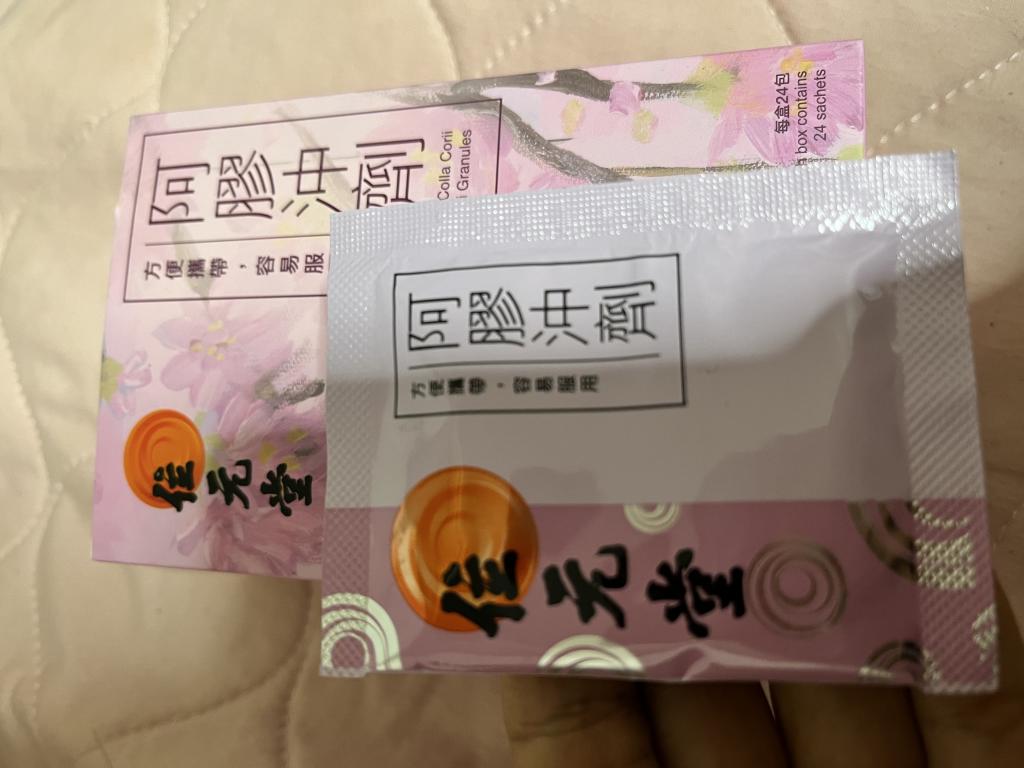 阿膠沖劑
Colla Corii
Granules
方便攜帶，容易服
位元堂
每盒24包
box contains
24 sachets
阿膠沖劑
方便攜帶，容易服用
位元堂